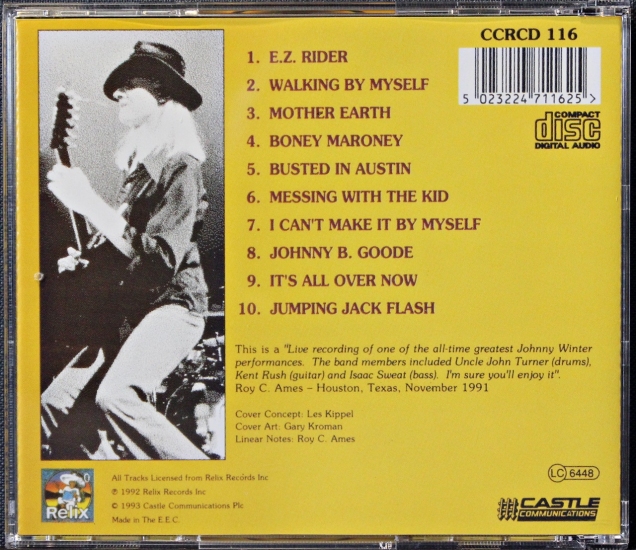 CCRCD 116
5 023224 711625 >
COMPACT
disc
DIGITAL AUDIO
1. E.Z. RIDER
2. WALKING BY MYSELF
3. MOTHER EARTH
4. BONEY MARONEY
5. BUSTED IN AUSTIN
6. MESSING WITH THE KID
7. I CAN'T MAKE IT BY MYSELF
8. JOHNNY B. GOODE
9. IT'S ALL OVER NOW
10. JUMPING JACK FLASH
This is a "Live recording of one of the all-time greatest Johnny Winter
performances. The band members included Uncle John Turner (drums),
Kent Rush (guitar) and Isaac Sweat (bass). I'm sure you'll enjoy it".
Roy C. Ames – Houston, Texas, November 1991
Cover Concept: Les Kippel
Cover Art: Gary Kroman
Linear Notes: Roy C. Ames
All Tracks Licensed from Relix Records Inc
℗ 1992 Relix Records Inc
© 1993 Castle Communications Plc
Made in The E.E.C.
Relix
LC 6448
CASTLE
COMMUNICATIONS